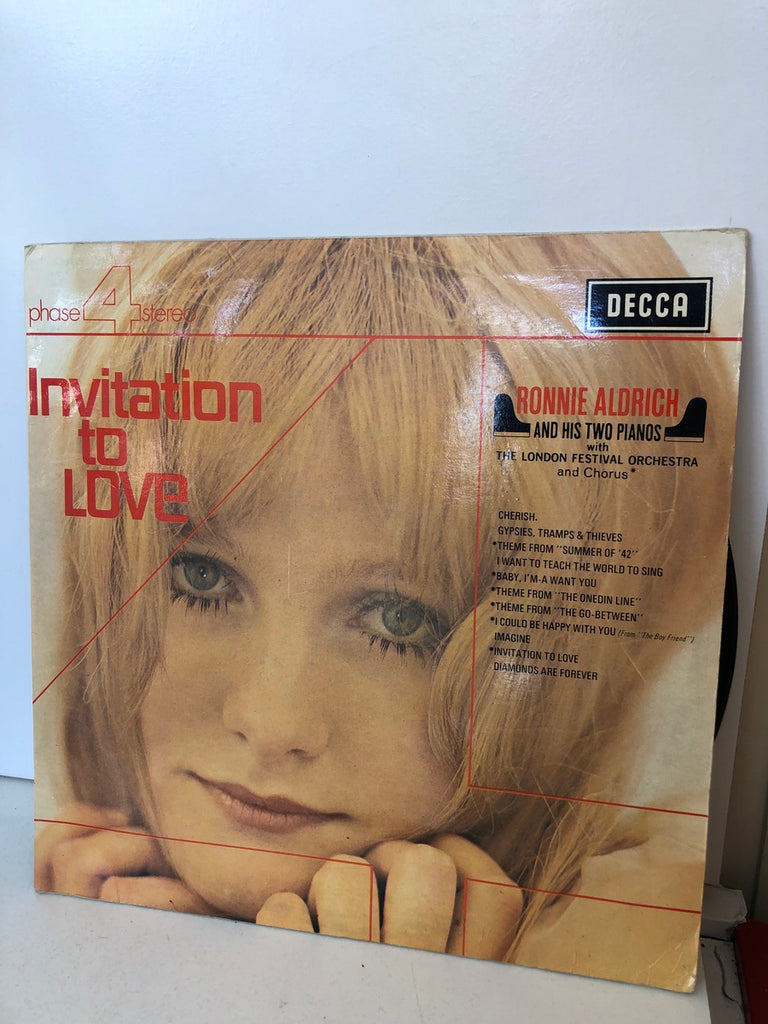 phase 4 stereo
DECCA
Invitation
to
Love
RONNIE ALDRICH
AND HIS TWO PIANOS
with
THE LONDON FESTIVAL ORCHESTRA
and Chorus*
CHERISH.
GYPSIES, TRAMPS & THIEVES
*THEME FROM "SUMMER OF '42"
I WANT TO TEACH THE WORLD TO SING
*BABY, I'M-A WANT YOU
*THEME FROM "THE ONEDIN LINE"
*THEME FROM "THE GO-BETWEEN"
*I COULD BE HAPPY WITH YOU (From "The Boy Friend")
IMAGINE
*INVITATION TO LOVE
DIAMONDS ARE FOREVER